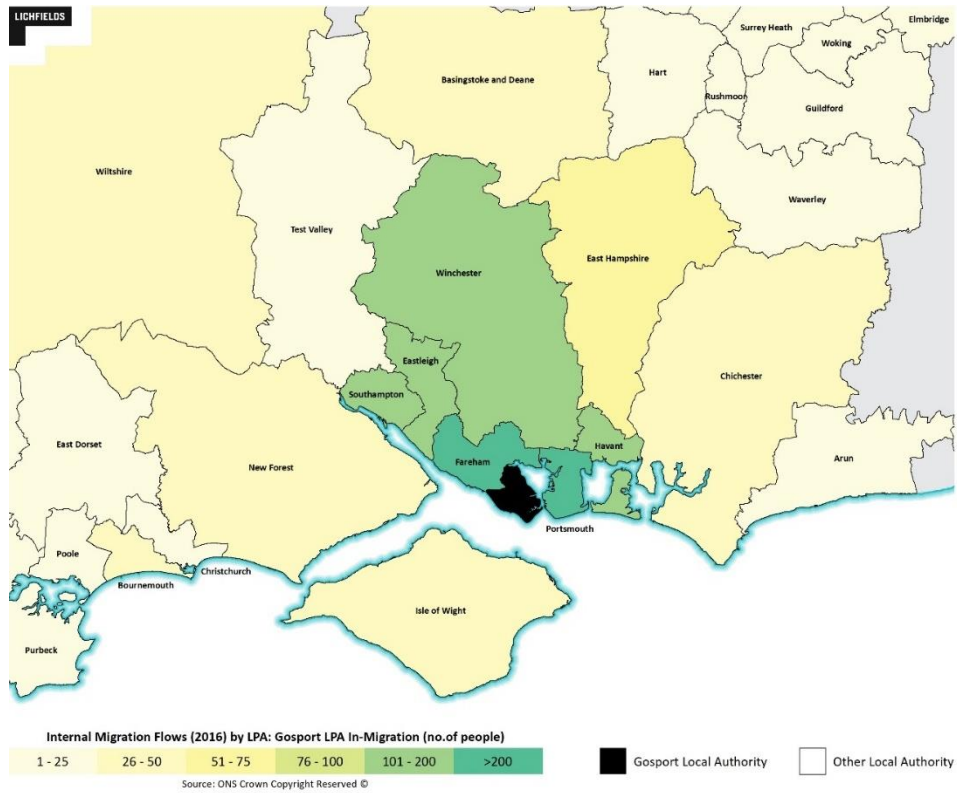 LICHFIELDS
Elmbridge
Surrey Heath
Woking
Basingstoke and Deane
Hart
Rushmoor
Guildford
Wiltshire
Waverley
Test Valley
East Hampshire
Winchester
Eastleigh
Chichester
Southampton
East Dorset
Havant
Arun
New Forest
Fareham
Portsmouth
Poole
Christchurch
Bournemouth
Isle of Wight
Purbeck
Internal Migration Flows (2016) by LPA: Gosport LPA In-Migration (no.of people)
1 - 25 26 - 50 51 - 75 76 - 100 101 - 200 >200
Gosport Local Authority
Other Local Authority
Source: ONS Crown Copyright Reserved ©